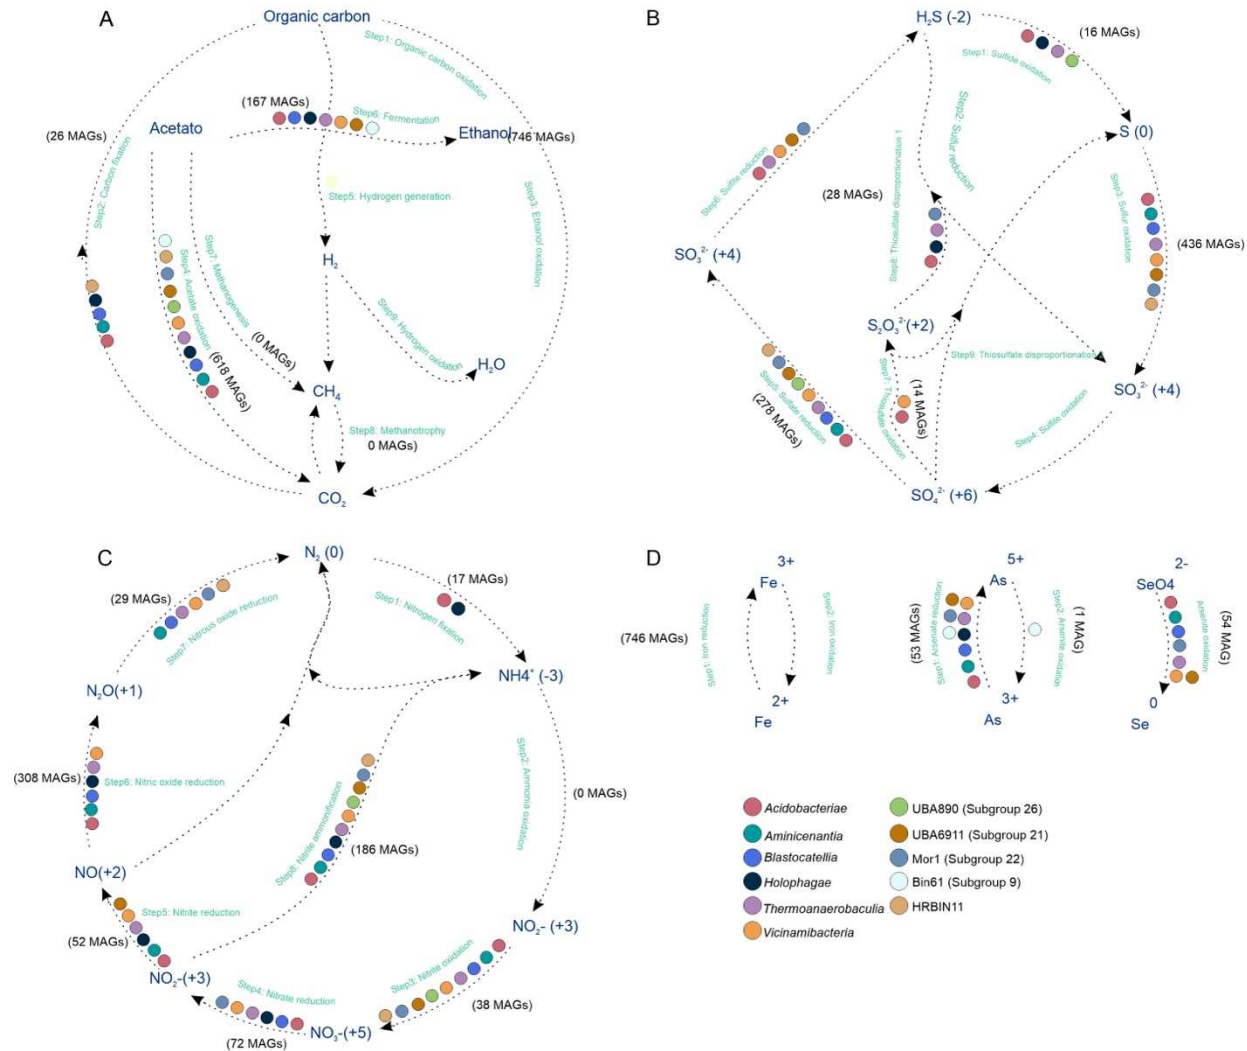 A
Organic carbon
Step1: Organic carbon oxidation
(167 MAGs)
Step6: Fermentation
(26 MAGs)
Acetato
Ethanol
(746 MAGs)
Step2: Carbon fixation
Step5: Hydrogen generation
Step3: Ethanol oxidation
Step4: Acetate oxidation
Step7: Methanogenesis
H₂
Step9: Hydrogen oxidation
(618 MAGs)
(0 MAGs)
H₂O
CH₄
Step8: Methanotrophy
0 MAGs)
CO₂
B
H₂S (-2)
(16 MAGs)
Step1: Sulfide oxidation
Step2: Sulfur reduction
S (0)
Step6: Sulfite reduction
(28 MAGs)
Step8: Thiosulfate disproportionation 1
Step3: Sulfur oxidation
(436 MAGs)
SO₃²⁻ (+4)
S₂O₃²⁻(+2)
Step9: Thiosulfate disproportionation
SO₃²⁻ (+4)
Step5: Sulfate reduction
(278 MAGs)
Step7: Thiosulfate oxidation
(14 MAGs)
Step4: Sulfite oxidation
SO₄²⁻ (+6)
C
N₂ (0)
(29 MAGs)
Step7: Nitrous oxide reduction
(17 MAGs)
Step1: Nitrogen fixation
N₂O(+1)
NH4⁺ (-3)
Step2: Ammonia oxidation
(0 MAGs)
(308 MAGs)
Step6: Nitric oxide reduction
Step8: Nitrite ammonification
(186 MAGs)
NO(+2)
Step5: Nitrite reduction
(52 MAGs)
NO₂- (+3)
NO₂-(+3)
Step3: Nitrite oxidation
(38 MAGs)
Step4: Nitrate reduction
(72 MAGs)
NO₃-(+5)
D
3+
Fe
(746 MAGs)
Step1: Iron reduction
Step2: Iron oxidation
2+
Fe
5+
As
(53 MAGs)
Step1: Arsenate reduction
Step2: Arsenite oxidation
(1 MAG)
3+
As
2-
SeO4
Arsenite oxidation
(54 MAG)
0
Se
Acidobacteriae
Aminicenantia
Blastocatellia
Holophagae
Thermoanaerobaculia
Vicinamibacteria
UBA890 (Subgroup 26)
UBA6911 (Subgroup 21)
Mor1 (Subgroup 22)
Bin61 (Subgroup 9)
HRBIN11